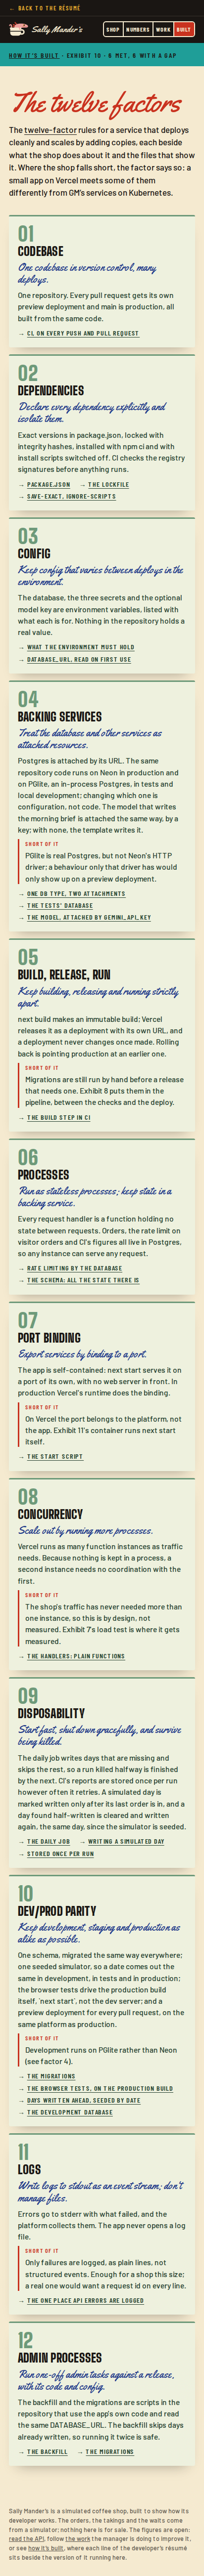 ← BACK TO THE RÉSUMÉ
Sally Mander's
SHOP NUMBERS WORK BUILT
HOW IT'S BUILT · EXHIBIT 10 · 6 MET, 6 WITH A GAP
The twelve factors
The twelve-factor rules for a service that deploys
cleanly and scales by adding copies, each beside
what the shop does about it and the files that show
it. Where the shop falls short, the factor says so: a
small app on Vercel meets some of them
differently from GM's services on Kubernetes.
01
CODEBASE
One codebase in version control, many
deploys.
One repository. Every pull request gets its own
preview deployment and main is production, all
built from the same code.
→ CI, ON EVERY PUSH AND PULL REQUEST
02
DEPENDENCIES
Declare every dependency explicitly and
isolate them.
Exact versions in package.json, locked with
integrity hashes, installed with npm ci and with
install scripts switched off. CI checks the registry
signatures before anything runs.
→ PACKAGE.JSON → THE LOCKFILE
→ SAVE-EXACT, IGNORE-SCRIPTS
03
CONFIG
Keep config that varies between deploys in the
environment.
The database, the three secrets and the optional
model key are environment variables, listed with
what each is for. Nothing in the repository holds a
real value.
→ WHAT THE ENVIRONMENT MUST HOLD
→ DATABASE_URL, READ ON FIRST USE
04
BACKING SERVICES
Treat the database and other services as
attached resources.
Postgres is attached by its URL. The same
repository code runs on Neon in production and
on PGlite, an in-process Postgres, in tests and
local development; changing which one is
configuration, not code. The model that writes
the morning brief is attached the same way, by a
key; with none, the template writes it.
SHORT OF IT
PGlite is real Postgres, but not Neon's HTTP
driver; a behaviour only that driver has would
only show up on a preview deployment.
→ ONE DB TYPE, TWO ATTACHMENTS
→ THE TESTS' DATABASE
→ THE MODEL, ATTACHED BY GEMINI_API_KEY
05
BUILD, RELEASE, RUN
Keep building, releasing and running strictly
apart.
next build makes an immutable build; Vercel
releases it as a deployment with its own URL, and
a deployment never changes once made. Rolling
back is pointing production at an earlier one.
SHORT OF IT
Migrations are still run by hand before a release
that needs one. Exhibit 8 puts them in the
pipeline, between the checks and the deploy.
→ THE BUILD STEP IN CI
06
PROCESSES
Run as stateless processes; keep state in a
backing service.
Every request handler is a function holding no
state between requests. Orders, the rate limit on
visitor orders and CI's figures all live in Postgres,
so any instance can serve any request.
→ RATE LIMITING BY THE DATABASE
→ THE SCHEMA: ALL THE STATE THERE IS
07
PORT BINDING
Export services by binding to a port.
The app is self-contained: next start serves it on
a port of its own, with no web server in front. In
production Vercel's runtime does the binding.
SHORT OF IT
On Vercel the port belongs to the platform, not
the app. Exhibit 11's container runs next start
itself.
→ THE START SCRIPT
08
CONCURRENCY
Scale out by running more processes.
Vercel runs as many function instances as traffic
needs. Because nothing is kept in a process, a
second instance needs no coordination with the
first.
SHORT OF IT
The shop's traffic has never needed more than
one instance, so this is by design, not
measured. Exhibit 7's load test is where it gets
measured.
→ THE HANDLERS: PLAIN FUNCTIONS
09
DISPOSABILITY
Start fast, shut down gracefully, and survive
being killed.
The daily job writes days that are missing and
skips the rest, so a run killed halfway is finished
by the next. CI's reports are stored once per run
however often it retries. A simulated day is
marked written only after its last order is in, and a
day found half-written is cleared and written
again, the same day, since the simulator is seeded.
→ THE DAILY JOB → WRITING A SIMULATED DAY
→ STORED ONCE PER RUN
10
DEV/PROD PARITY
Keep development, staging and production as
alike as possible.
One schema, migrated the same way everywhere;
one seeded simulator, so a date comes out the
same in development, in tests and in production;
the browser tests drive the production build
itself, `next start`, not the dev server; and a
preview deployment for every pull request, on the
same platform as production.
SHORT OF IT
Development runs on PGlite rather than Neon
(see factor 4).
→ THE MIGRATIONS
→ THE BROWSER TESTS, ON THE PRODUCTION BUILD
→ DAYS WRITTEN AHEAD, SEEDED BY DATE
→ THE DEVELOPMENT DATABASE
11
LOGS
Write logs to stdout as an event stream; don't
manage files.
Errors go to stderr with what failed, and the
platform collects them. The app never opens a log
file.
SHORT OF IT
Only failures are logged, as plain lines, not
structured events. Enough for a shop this size;
a real one would want a request id on every line.
→ THE ONE PLACE API ERRORS ARE LOGGED
12
ADMIN PROCESSES
Run one-off admin tasks against a release,
with its code and config.
The backfill and the migrations are scripts in the
repository that use the app's own code and read
the same DATABASE_URL. The backfill skips days
already written, so running it twice is safe.
→ THE BACKFILL → THE MIGRATIONS
Sally Mander's is a simulated coffee shop, built to show how its
developer works. The orders, the takings and the waits come
from a simulator; nothing here is for sale. The figures are open:
read the API, follow the work the manager is doing to improve it,
or see how it's built, where each line of the developer's résumé
sits beside the version of it running here.